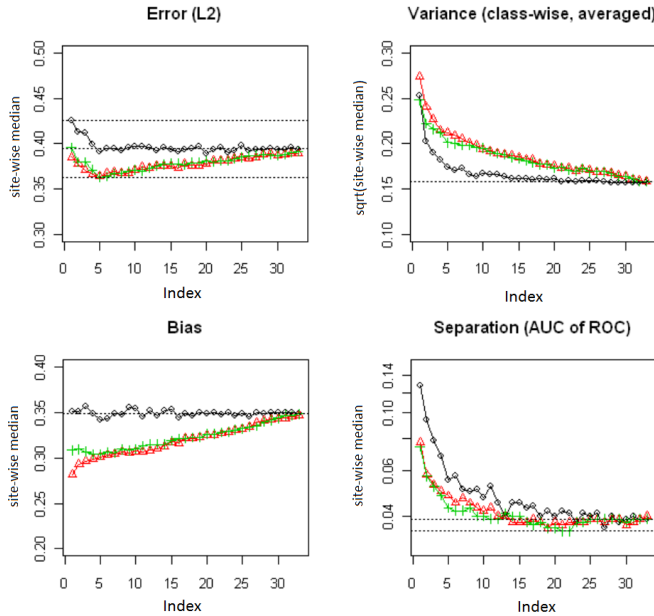 Error (L2)
site-wise median
0.30 0.35 0.40 0.45 0.50
0 5 10 15 20 25 30
Index
Variance (class-wise, averaged)
sqrt(site-wise median)
0.10 0.15 0.20 0.25 0.30
0 5 10 15 20 25 30
Index
Bias
site-wise median
0.20 0.25 0.30 0.35 0.40
0 5 10 15 20 25 30
Index
Separation (AUC of ROC)
site-wise median
0.04 0.06 0.14
0 5 10 15 20 25 30
Index